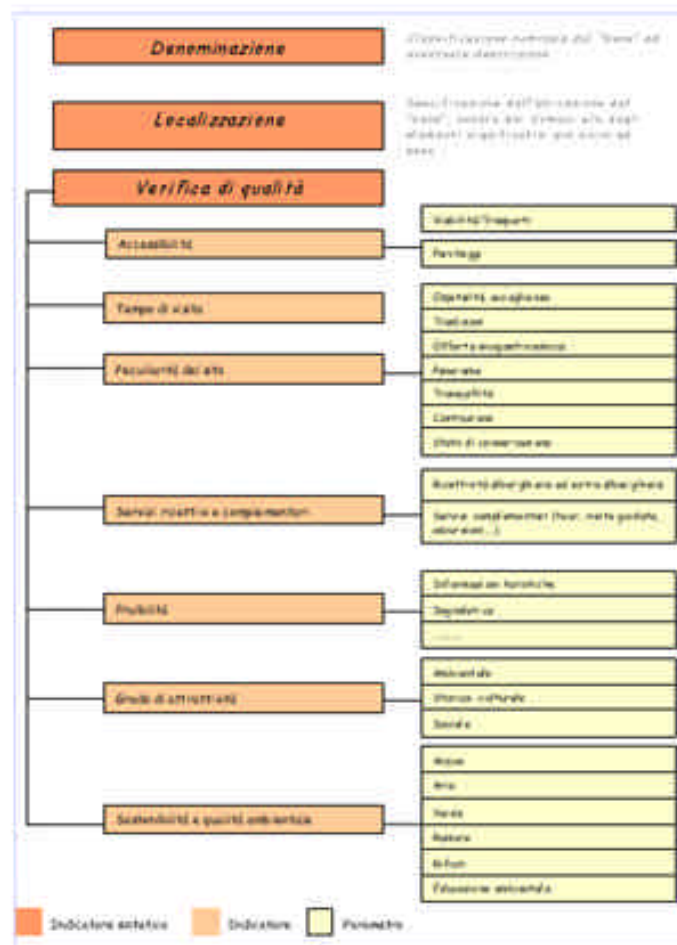 Denominazione
Localizzazione
Verifica di qualità
Accessibilità
Viabilità/Trasporti
Parcheggi
Tempo di visita
Ospitalità, accoglienza
Tradizioni
Offerta enogastronomica
Peculiarità del sito
Panorama
Tranquillità
Stato di conservazione
Servizi ricettivi e complementari
Ricettività alberghiera ed extra alberghiera
Servizi complementari (tour, visite guidate,
Informazioni turistiche
Fruibilità
Segnaletica
Ambientale
Grado di attrattività
Storico culturale
Sociale
Acqua
Aria
Sostenibilità e qualità ambientale
Verde
Rumore
Rifiuti
Educazione ambientale
Indicatore sintetico
Indicatore
Parametro